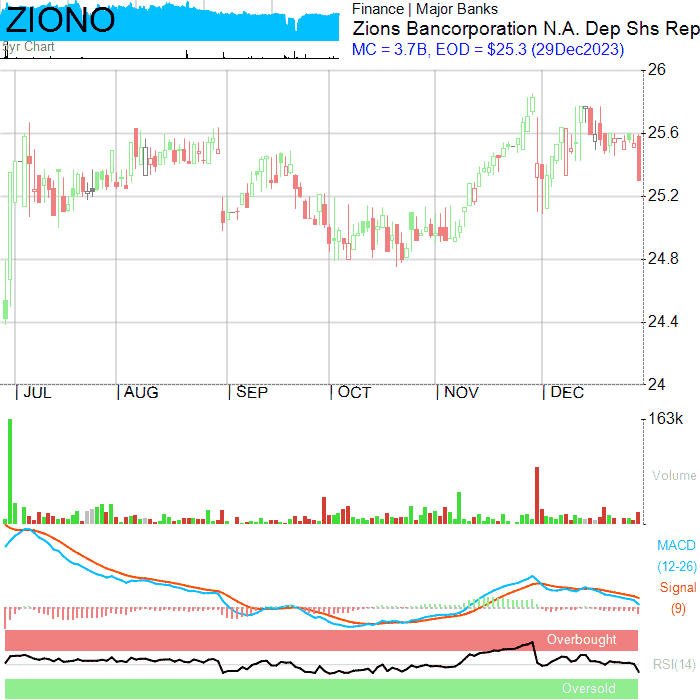 ZIONO
5yr Chart
Finance | Major Banks
Zions Bancorporation N.A. Dep Shs Rep
MC = 3.7B, EOD = $25.3 (29Dec2023)
26
25.6
25.2
24.8
24.4
24
| JUL | AUG | SEP | OCT | NOV | DEC
163k
Volume
MACD
(12-26)
Signal
(9)
Overbought
RSI(14)
Oversold